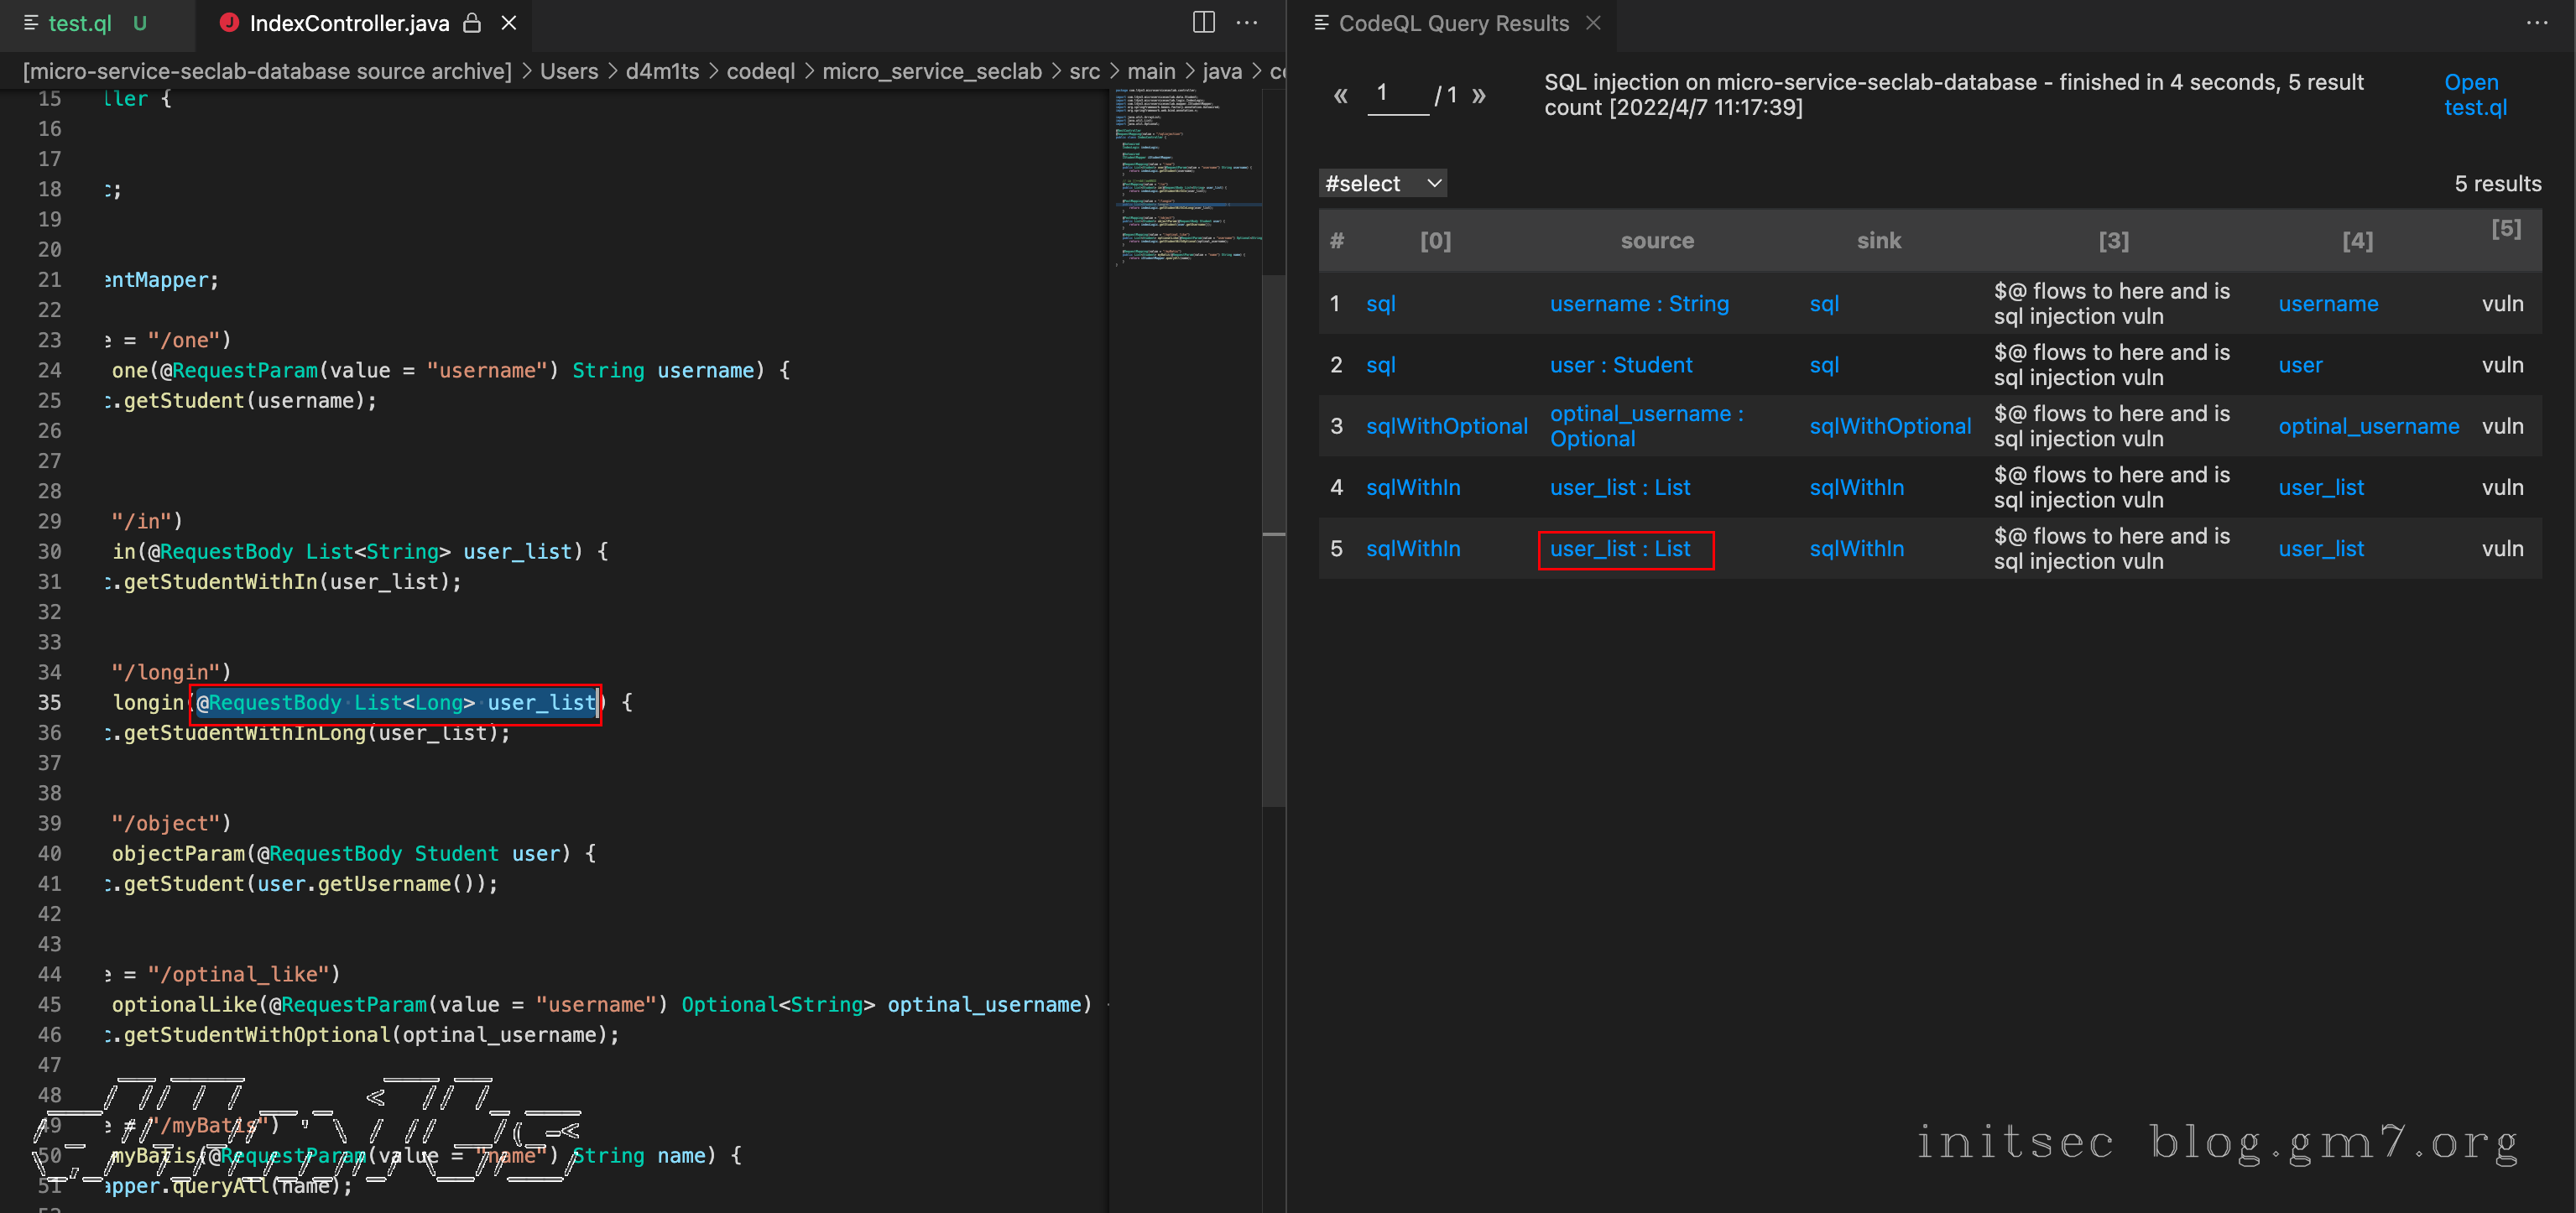 test.ql U
IndexController.java
[micro-service-seclab-database source archive] > Users > d4m1ts > codeql > micro_service_seclab > src > main > java > co
15 ller {
16
17
18 c;
19
20
21 entMapper;
22
23 e = "/one")
24 one(@RequestParam(value = "username") String username) {
25 c.getStudent(username);
26
27
28
29 "/in")
30 in(@RequestBody List<String> user_list) {
31 c.getStudentWithIn(user_list);
32
33
34 "/longin")
35 longin(@RequestBody List<Long> user_list) {
36 c.getStudentWithInLong(user_list);
37
38
39 "/object")
40 objectParam(@RequestBody Student user) {
41 c.getStudent(user.getUsername());
42
43
44 e = "/optinal_like")
45 optionalLike(@RequestParam(value = "username") Optional<String> optinal_username)
46 c.getStudentWithOptional(optinal_username);
47
48
49 e = "/myBatis")
50 myBatis(@RequestParam(value = "name") String name) {
51 apper.queryAll(name);
52
CodeQL Query Results
« 1 / 1 »
SQL injection on micro-service-seclab-database - finished in 4 seconds, 5 result
count [2022/4/7 11:17:39]
Open
test.ql
#select
5 results
# [0] source sink [3] [4] [5]
1 sql username : String sql $@ flows to here and is sql injection vuln username vuln
2 sql user : Student sql $@ flows to here and is sql injection vuln user vuln
3 sqlWithOptional optinal_username : Optional sqlWithOptional $@ flows to here and is sql injection vuln optinal_username vuln
4 sqlWithIn user_list : List sqlWithIn $@ flows to here and is sql injection vuln user_list vuln
5 sqlWithIn user_list : List sqlWithIn $@ flows to here and is sql injection vuln user_list vuln
initsec blog.gm7.org